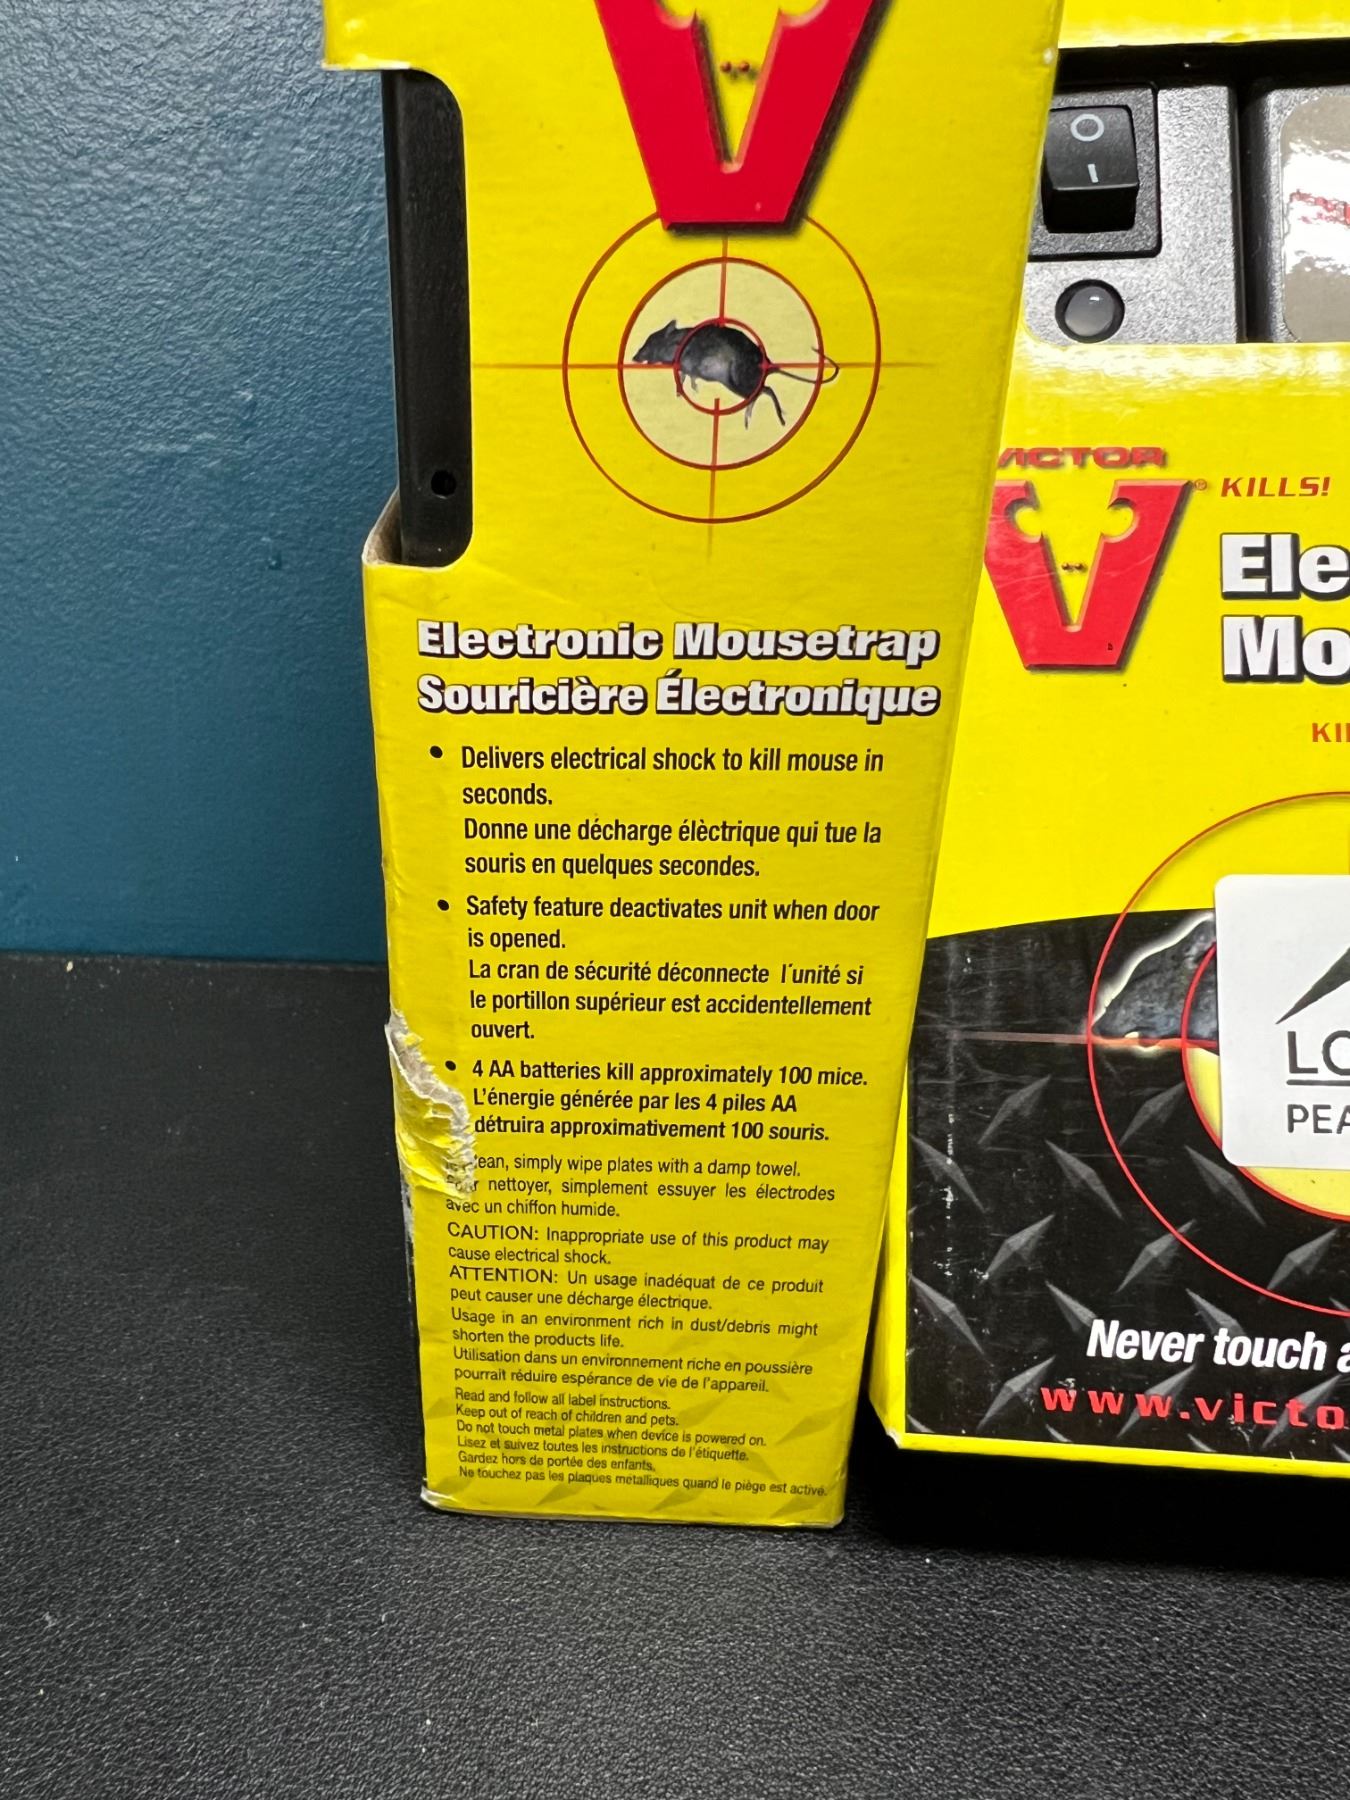 Electronic Mousetrap
Souricière Électronique
• Delivers electrical shock to kill mouse in
seconds.
Donne une décharge élèctrique qui tue la
souris en quelques secondes.
• Safety feature deactivates unit when door
is opened.
La cran de sécurité déconnecte l´unité si
le portillon supérieur est accidentellement
ouvert.
• 4 AA batteries kill approximately 100 mice.
L'énergie générée par les 4 piles AA
détruira approximativement 100 souris.
simply wipe plates with a damp towel.
nettoyer, simplement essuyer les électrodes
avec un chiffon humide.
CAUTION: Inappropriate use of this product may
cause electrical shock.
ATTENTION: Un usage inadéquat de ce produit
peut causer une décharge électrique.
Usage in an environment rich in dust/debris might
shorten the products life.
Utilisation dans un environnement riche en poussière
pourrait réduire espérance de vie de l'appareil.
Read and follow all label instructions.
Keep out of reach of children and pets.
Do not touch metal plates when device is powered on.
Lisez et suivez toutes les instructions de l'étiquette.
Gardez hors de portée des enfants.
Ne touchez pas les plaques métalliques quand le piège est activé.
O
I
VICTOR
V® KILLS!
Ele
Mo
KI
LO
PEA
Never touch a
www.victo